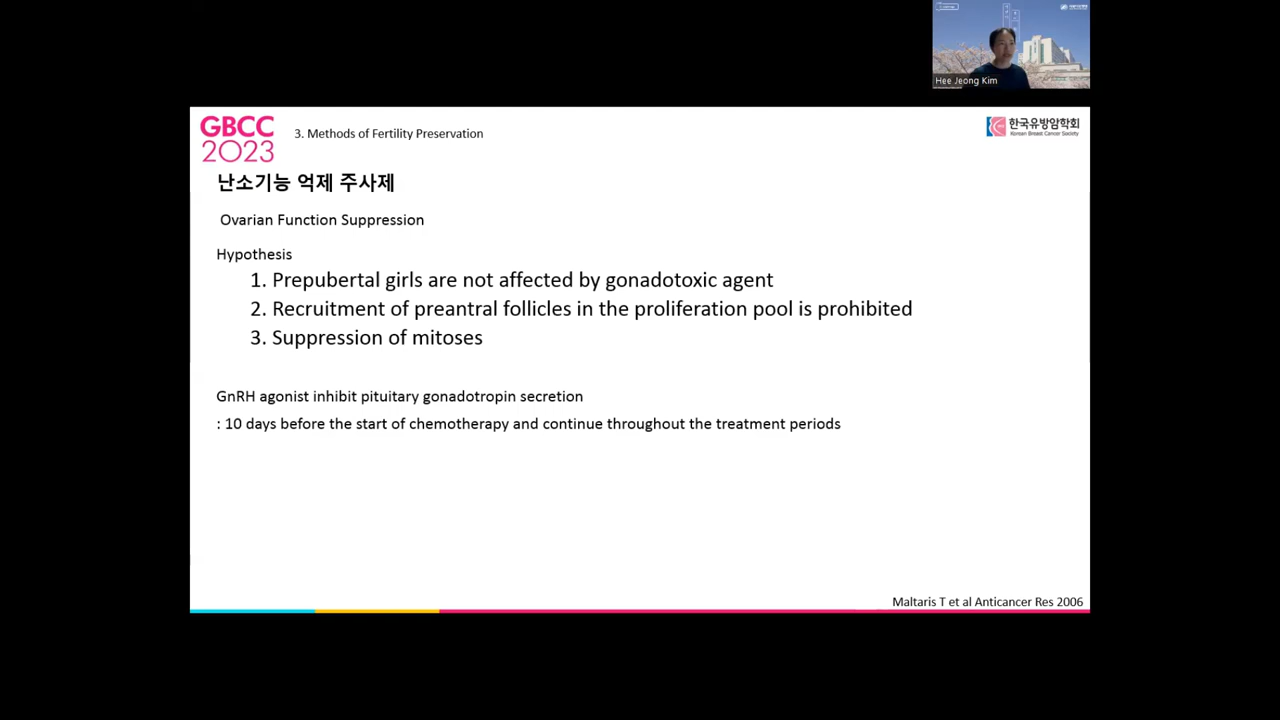 Hee Jeong Kim
GBCC
2023
3. Methods of Fertility Preservation
한국유방암학회
Korean Breast Cancer Society
난소기능 억제 주사제
Ovarian Function Suppression
Hypothesis
1. Prepubertal girls are not affected by gonadotoxic agent
2. Recruitment of preantral follicles in the proliferation pool is prohibited
3. Suppression of mitoses
GnRH agonist inhibit pituitary gonadotropin secretion
: 10 days before the start of chemotherapy and continue throughout the treatment periods
Maltaris T et al Anticancer Res 2006